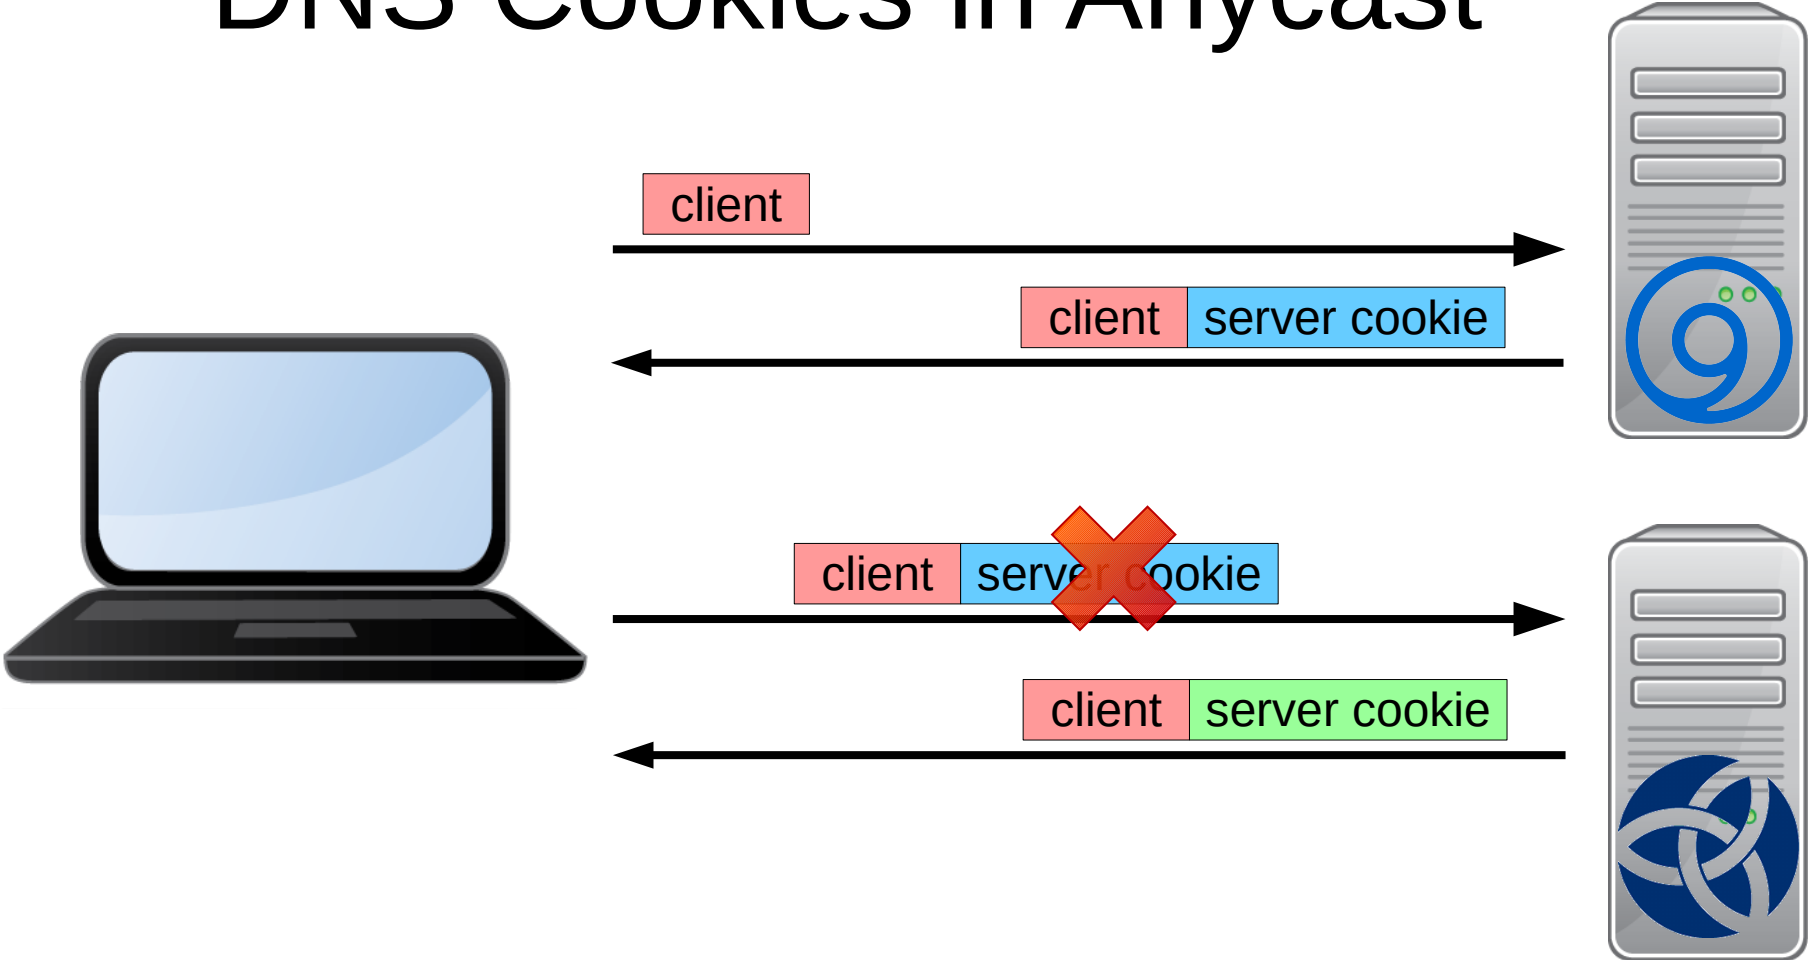 DNS Cookies in Anycast
client
client server cookie
client server cookie
client server cookie